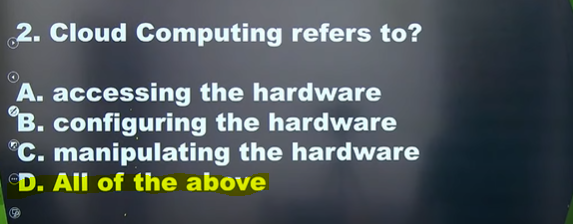 2. Cloud Computing refers to?
A. accessing the hardware
B. configuring the hardware
C. manipulating the hardware
D. All of the above